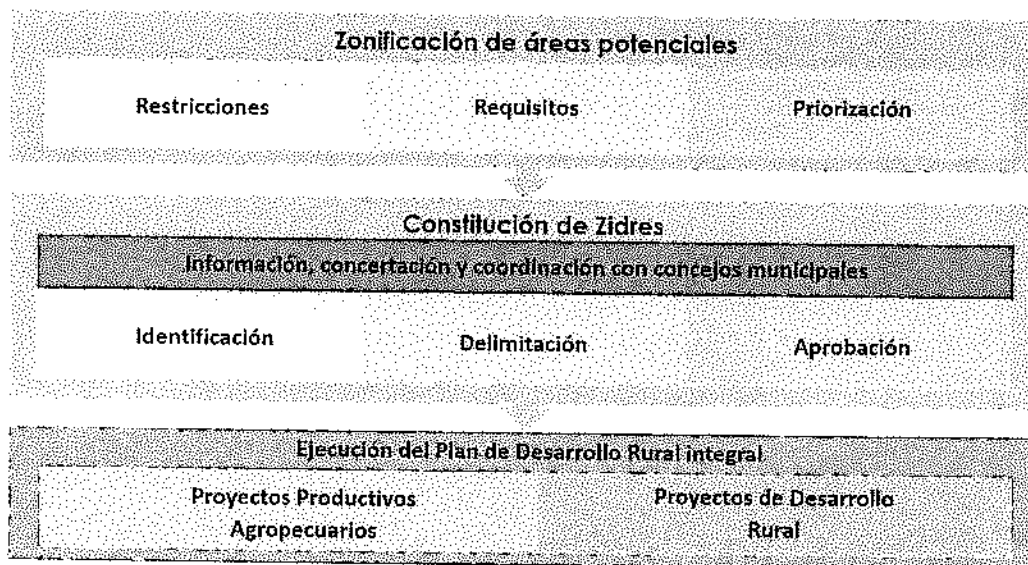 Zonificación de áreas potenciales
Restricciones
Requisitos
Priorización
Constitución de Zidres
Información, concertación y coordinación con concejos municipales
Identificación
Delimitación
Aprobación
Ejecución del Plan de Desarrollo Rural integral
Proyectos Productivos
Agropecuarios
Proyectos de Desarrollo
Rural